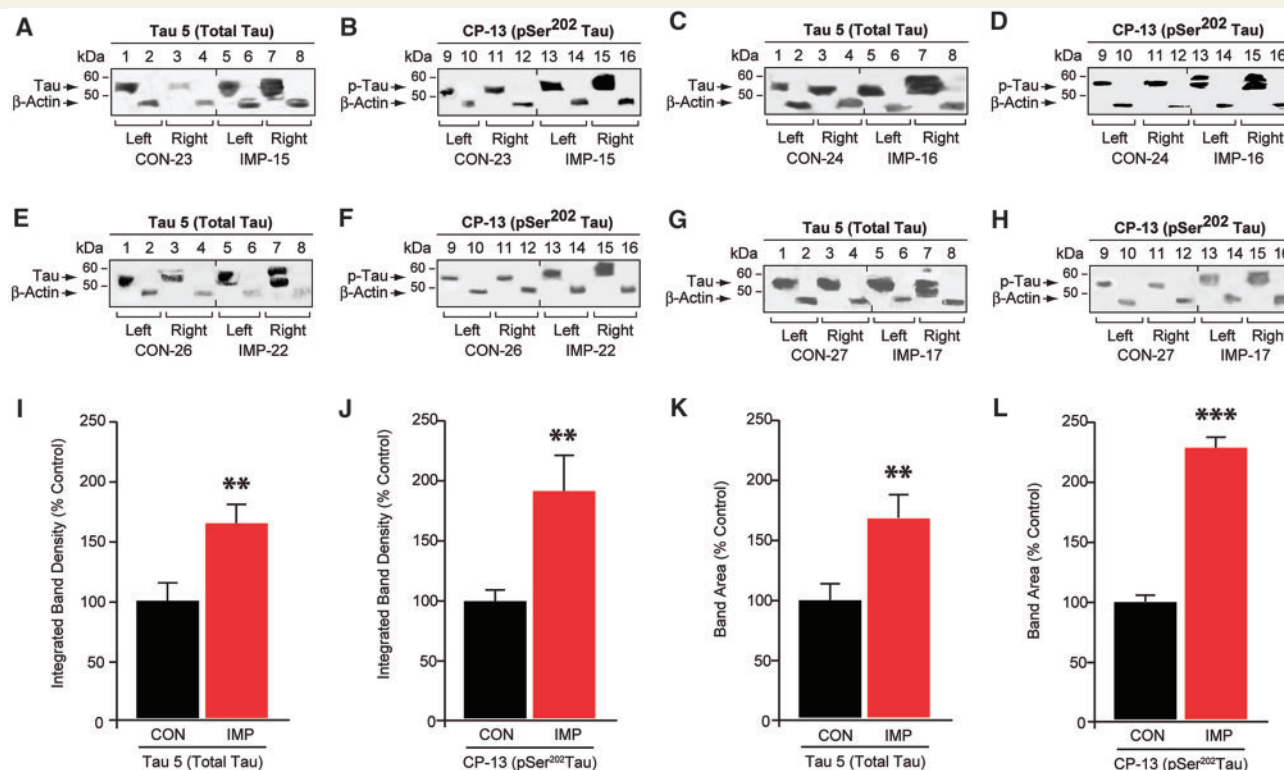 A
Tau 5 (Total Tau)
kDa 1 2 3 4 5 6 7 8
Tau
60
50
β-Actin
Left Right Left Right
CON-23 IMP-15
B
CP-13 (pSer202 Tau)
kDa 9 10 11 12 13 14 15 16
p-Tau
60
50
β-Actin
Left Right Left Right
CON-23 IMP-15
C
Tau 5 (Total Tau)
kDa 1 2 3 4 5 6 7 8
Tau
60
50
β-Actin
Left Right Left Right
CON-24 IMP-16
D
CP-13 (pSer202 Tau)
kDa 9 10 11 12 13 14 15 16
p-Tau
60
50
β-Actin
Left Right Left Right
CON-24 IMP-16
E
Tau 5 (Total Tau)
kDa 1 2 3 4 5 6 7 8
Tau
60
50
β-Actin
Left Right Left Right
CON-26 IMP-22
F
CP-13 (pSer202 Tau)
kDa 9 10 11 12 13 14 15 16
p-Tau
60
50
β-Actin
Left Right Left Right
CON-26 IMP-22
G
Tau 5 (Total Tau)
kDa 1 2 3 4 5 6 7 8
Tau
60
50
β-Actin
Left Right Left Right
CON-27 IMP-17
H
CP-13 (pSer202 Tau)
kDa 9 10 11 12 13 14 15 16
p-Tau
60
50
β-Actin
Left Right Left Right
CON-27 IMP-17
I
Integrated Band Density (% Control)
250
200
150
100
50
0
**
CON IMP
Tau 5 (Total Tau)
J
Integrated Band Density (% Control)
250
200
150
100
50
0
**
CON IMP
CP-13 (pSer202Tau)
K
Band Area (% Control)
250
200
150
100
50
0
**
CON IMP
Tau 5 (Total Tau)
L
Band Area (% Control)
250
200
150
100
50
0
***
CON IMP
CP-13 (pSer202Tau)